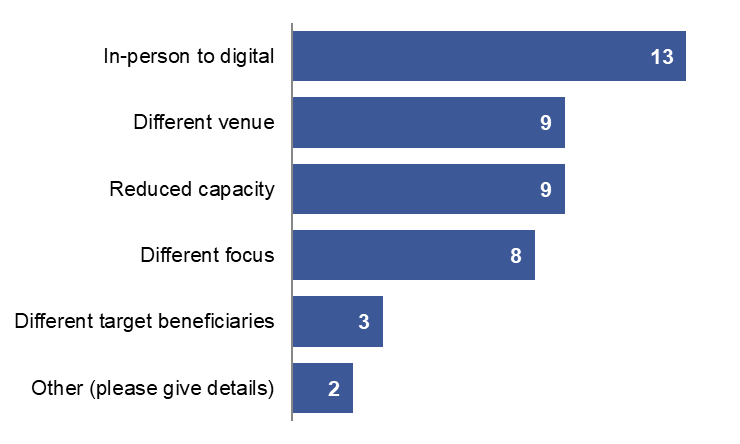 In-person to digital 13
Different venue 9
Reduced capacity 9
Different focus 8
Different target beneficiaries 3
Other (please give details) 2